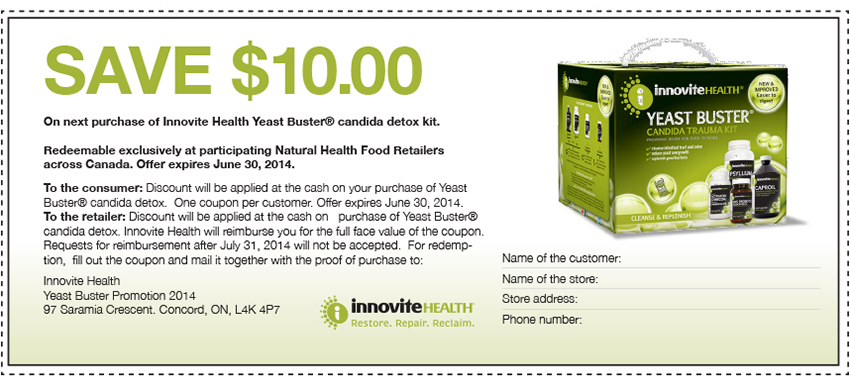 SAVE $10.00
On next purchase of Innovite Health Yeast Buster® candida detox kit.
Redeemable exclusively at participating Natural Health Food Retailers
across Canada. Offer expires June 30, 2014.
To the consumer: Discount will be applied at the cash on your purchase of Yeast
Buster® candida detox. One coupon per customer. Offer expires June 30, 2014.
To the retailer: Discount will be applied at the cash on purchase of Yeast Buster®
candida detox. Innovite Health will reimburse you for the full face value of the coupon.
Requests for reimbursement after July 31, 2014 will not be accepted. For redemp-
tion, fill out the coupon and mail it together with the proof of purchase to:
Innovite Health
Yeast Buster Promotion 2014
97 Saramia Crescent. Concord, ON, L4K 4P7
innovite HEALTH
Restore. Repair. Reclaim.
innovite HEALTH
NEW &
IMPROVED
Easier to
YEAST BUSTER®
CANDIDA TRAUMA KIT
PSYLLIUM
CAPROIL
CLEANSE & REPLENISH
Name of the customer:
Name of the store:
Store address:
Phone number: